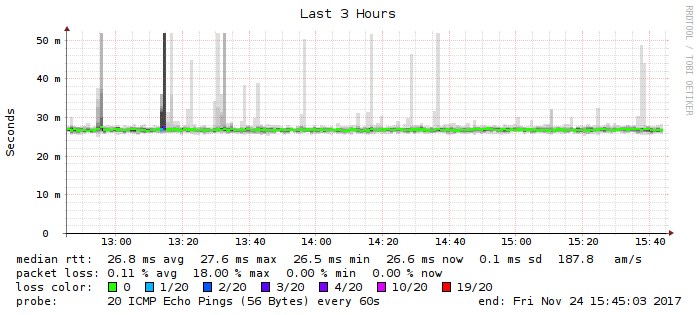 Last 3 Hours
RRDTOOL / TOBI OETIKER
Seconds
50 m
40 m
30 m
20 m
10 m
0
13:00 13:20 13:40 14:00 14:20 14:40 15:00 15:20 15:40
median rtt: 26.8 ms avg 27.6 ms max 26.5 ms min 26.6 ms now 0.1 ms sd 187.8 am/s
packet loss: 0.11 % avg 18.00 % max 0.00 % min 0.00 % now
loss color: 0 1/20 2/20 3/20 4/20 10/20 19/20
probe: 20 ICMP Echo Pings (56 Bytes) every 60s end: Fri Nov 24 15:45:03 2017